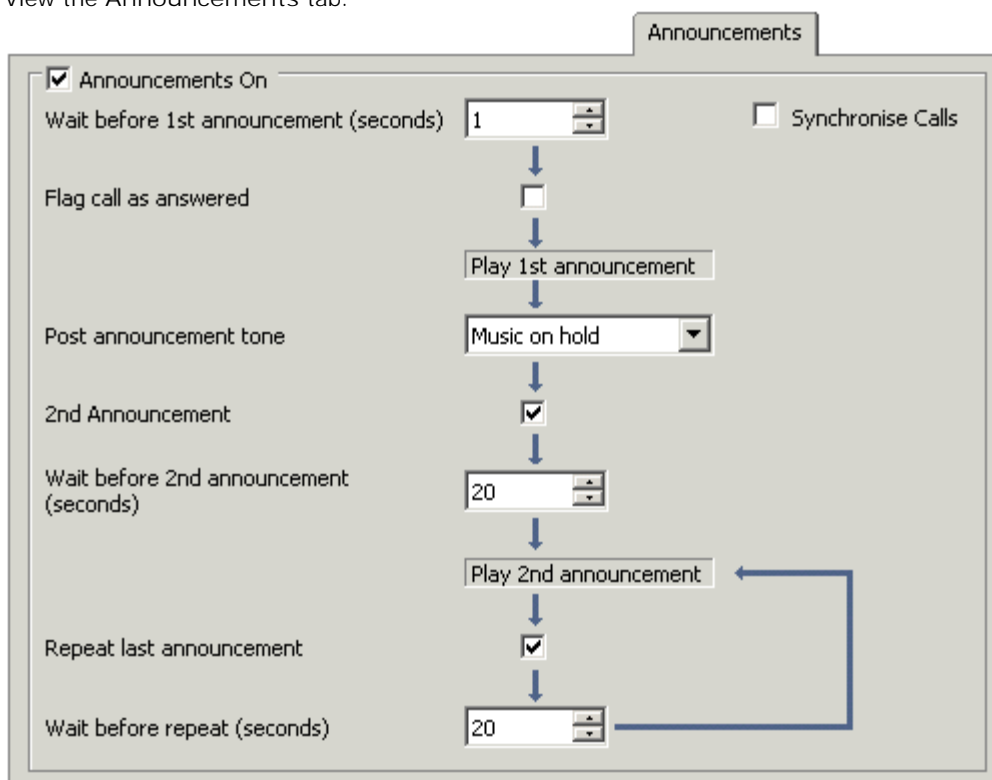 View the Announcements tab.
Announcements
Announcements On
Wait before 1st announcement (seconds) 1 Synchronise Calls
Flag call as answered
Play 1st announcement
Post announcement tone Music on hold
2nd Announcement
Wait before 2nd announcement
(seconds) 20
Play 2nd announcement
Repeat last announcement
Wait before repeat (seconds) 20